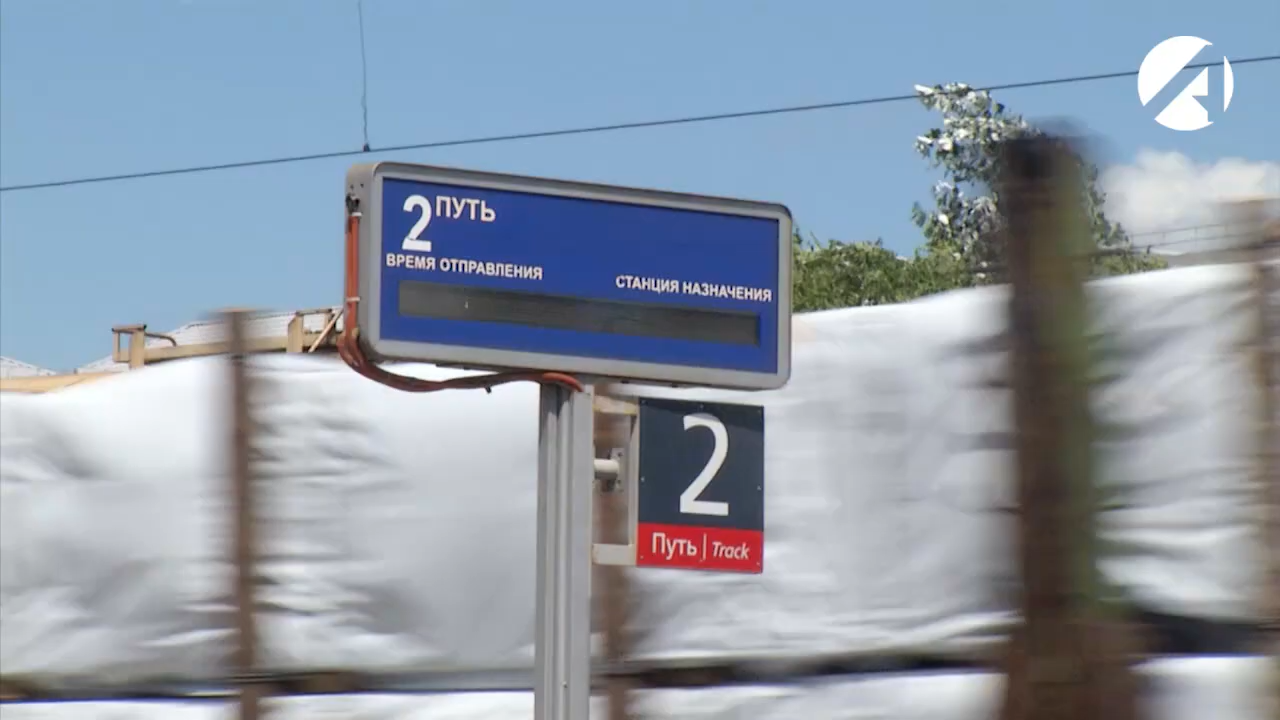 2 ПУТЬ
ВРЕМЯ ОТПРАВЛЕНИЯ
СТАНЦИЯ НАЗНАЧЕНИЯ
2
Путь | Track